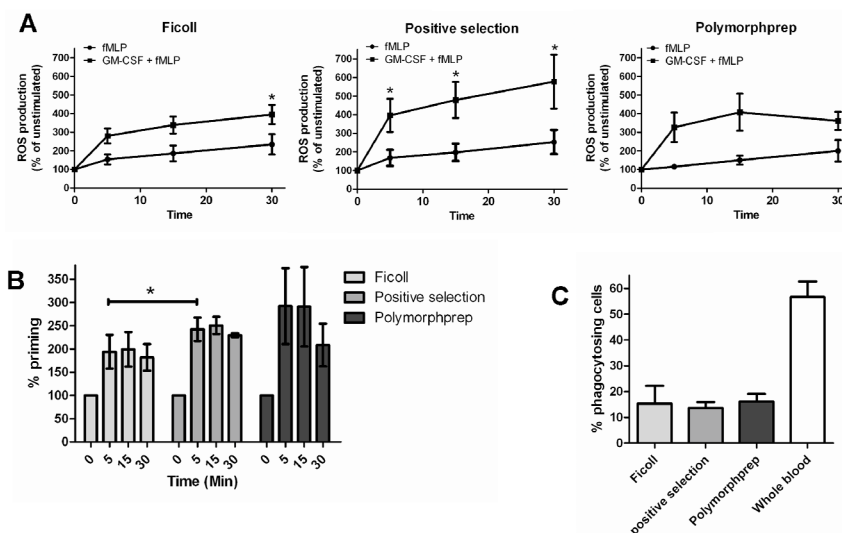 A
Ficoll
fMLP
GM-CSF + fMLP
ROS production
(% of unstimulated)
700
600
500
400
300
200
100
0
*
0 10 20 30
Time
Positive selection
fMLP
GM-CSF + fMLP
ROS production
(% of unstimulated)
700
600
500
400
300
200
100
0
* * *
0 10 20 30
Time
Polymorphprep
fMLP
GM-CSF + fMLP
ROS production
(% of unstimulated)
700
600
500
400
300
200
100
0
0 10 20 30
Time
B
% priming
350
300
250
200
150
100
50
0
*
Ficoll
Positive selection
Polymorphprep
0 5 15 30 0 5 15 30 0 5 15 30
Time (Min)
C
% phagocytosing cells
60
50
40
30
20
10
0
Ficoll
positive selection
Polymorphprep
Whole blood